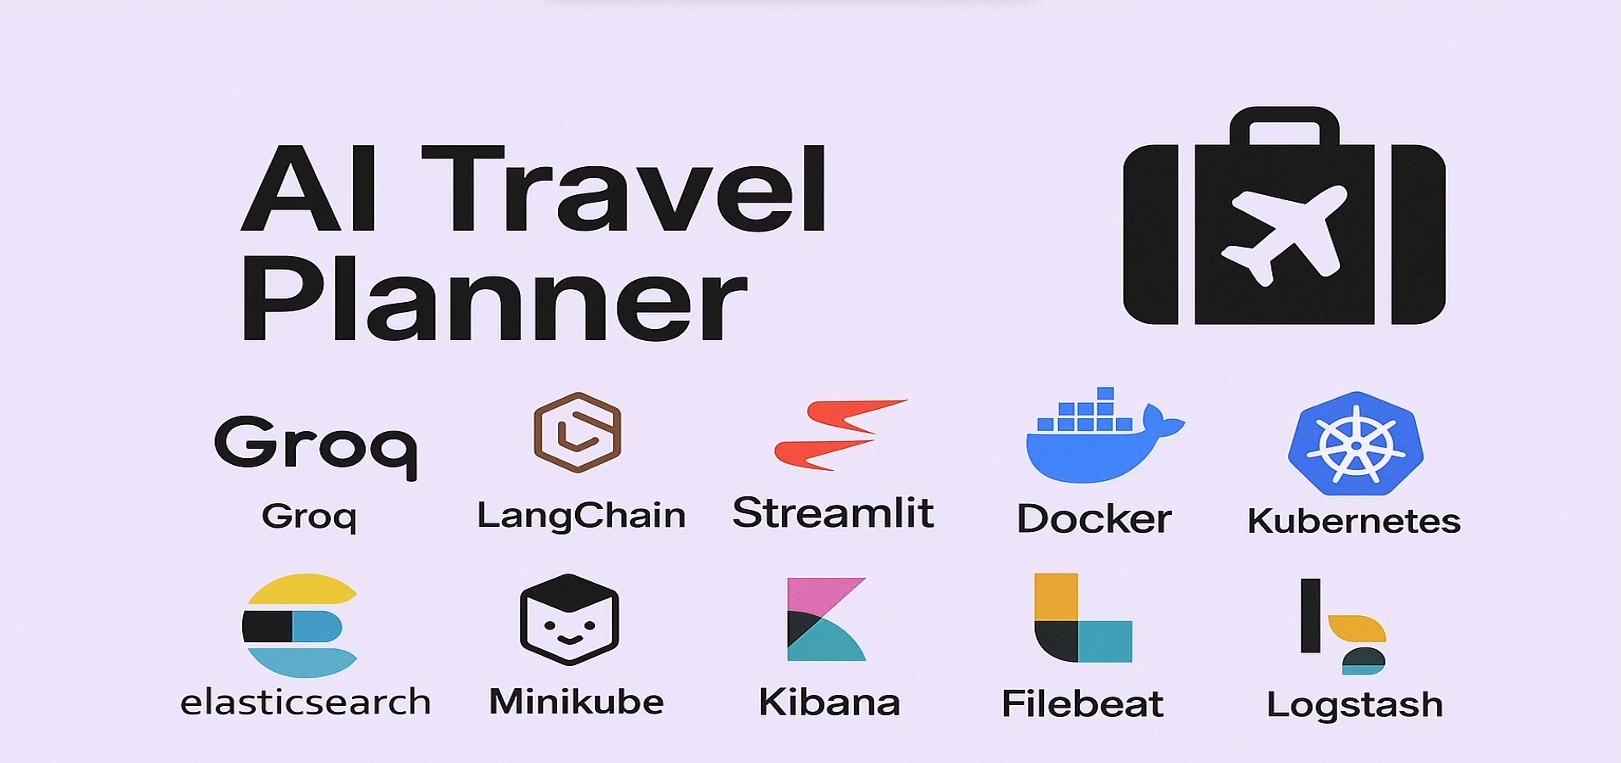 AI Travel
Planner
Groq
Groq
LangChain
Streamlit
Docker
Kubernetes
elasticsearch
Minikube
Kibana
Filebeat
Logstash